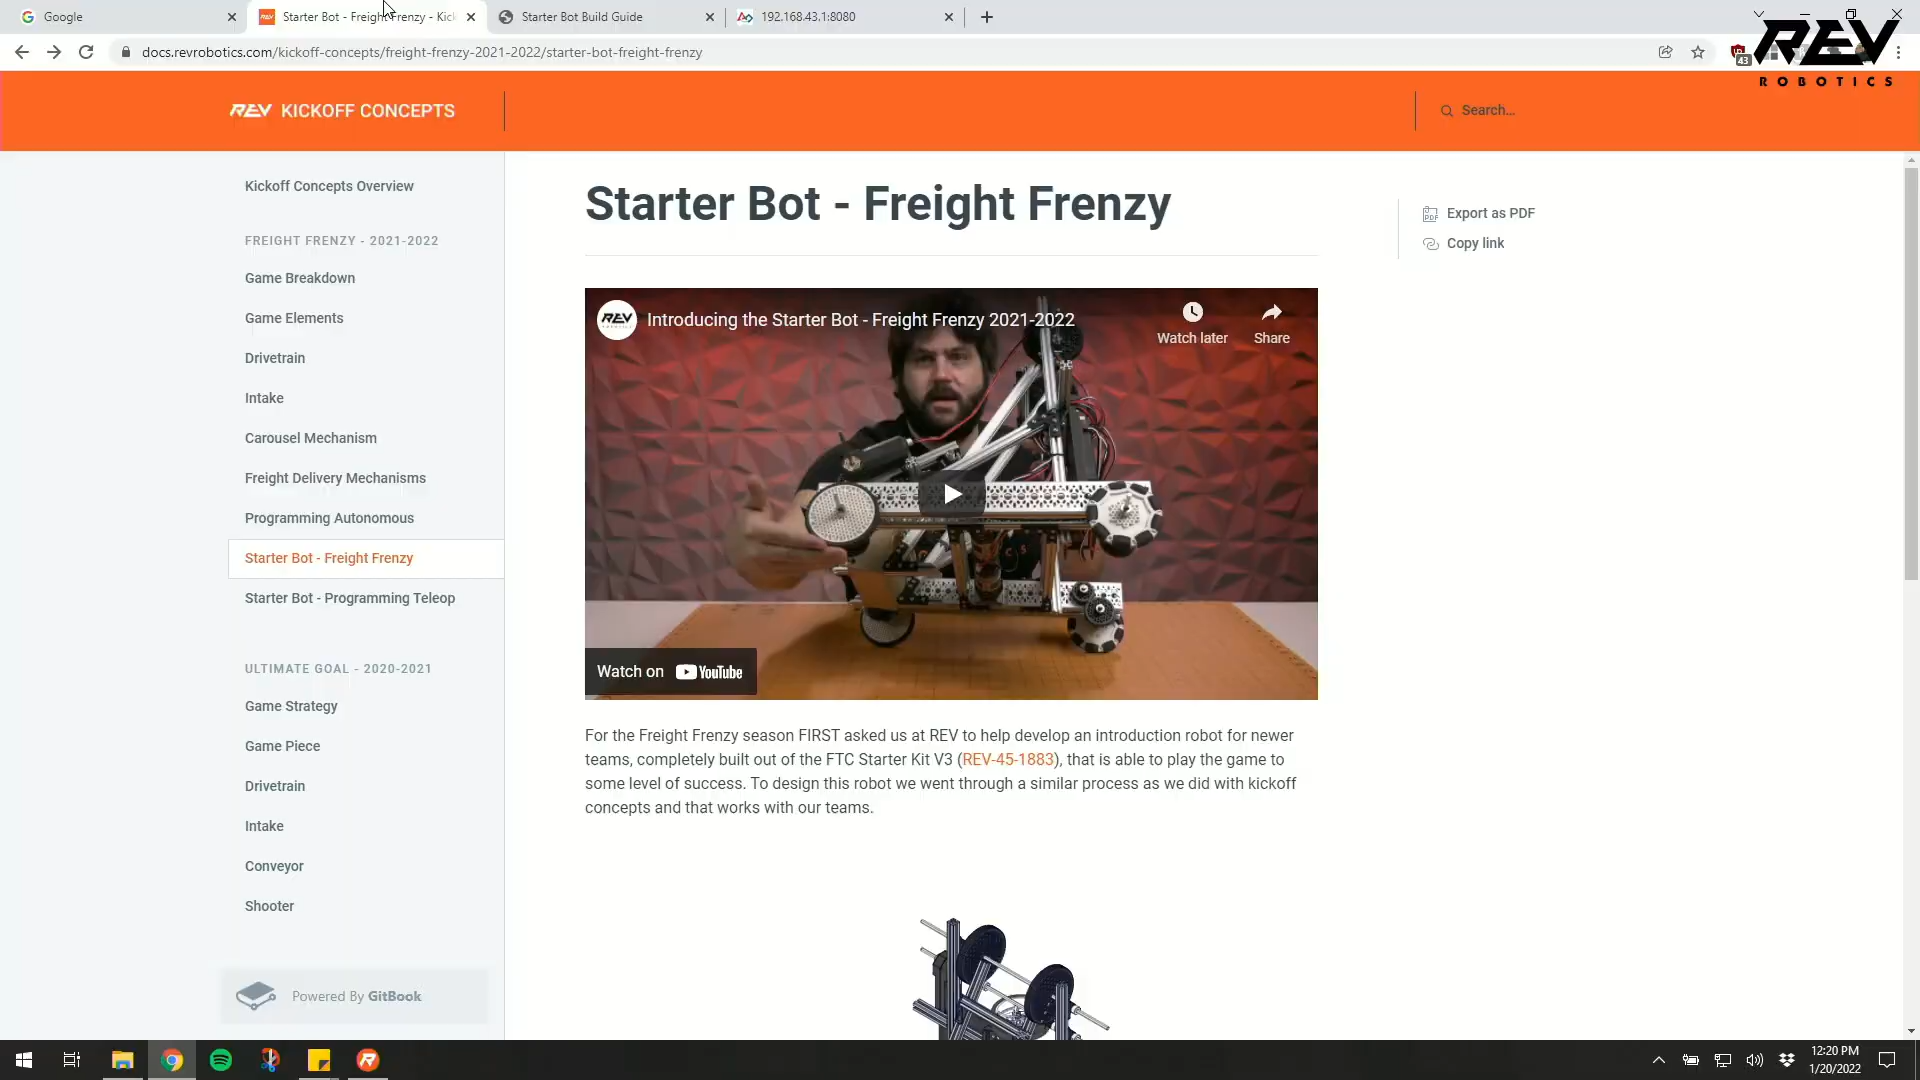 Google
Starter Bot - Freight Frenzy - Kick
Starter Bot Build Guide
192.168.43.1:8080
docs.revrobotics.com/kickoff-concepts/freight-frenzy-2021-2022/starter-bot-freight-frenzy
43
REV
ROBOTICS
REV KICKOFF CONCEPTS
Search...
Kickoff Concepts Overview
FREIGHT FRENZY - 2021-2022
Game Breakdown
Game Elements
Drivetrain
Intake
Carousel Mechanism
Freight Delivery Mechanisms
Programming Autonomous
Starter Bot - Freight Frenzy
Starter Bot - Programming Teleop
ULTIMATE GOAL - 2020-2021
Game Strategy
Game Piece
Drivetrain
Intake
Conveyor
Shooter
Powered By GitBook
Starter Bot - Freight Frenzy
REV
Introducing the Starter Bot - Freight Frenzy 2021-2022
Watch later
Share
Watch on YouTube
For the Freight Frenzy season FIRST asked us at REV to help develop an introduction robot for newer
teams, completely built out of the FTC Starter Kit V3 (REV-45-1883), that is able to play the game to
some level of success. To design this robot we went through a similar process as we did with kickoff
concepts and that works with our teams.
PDF
Export as PDF
Copy link
12:20 PM
1/20/2022